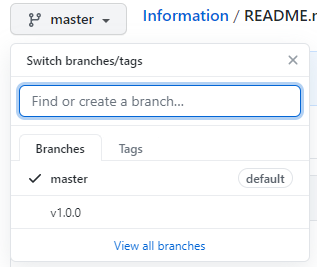 master
Information / README.r
Switch branches/tags
Find or create a branch...
Branches
Tags
master
default
v1.0.0
View all branches